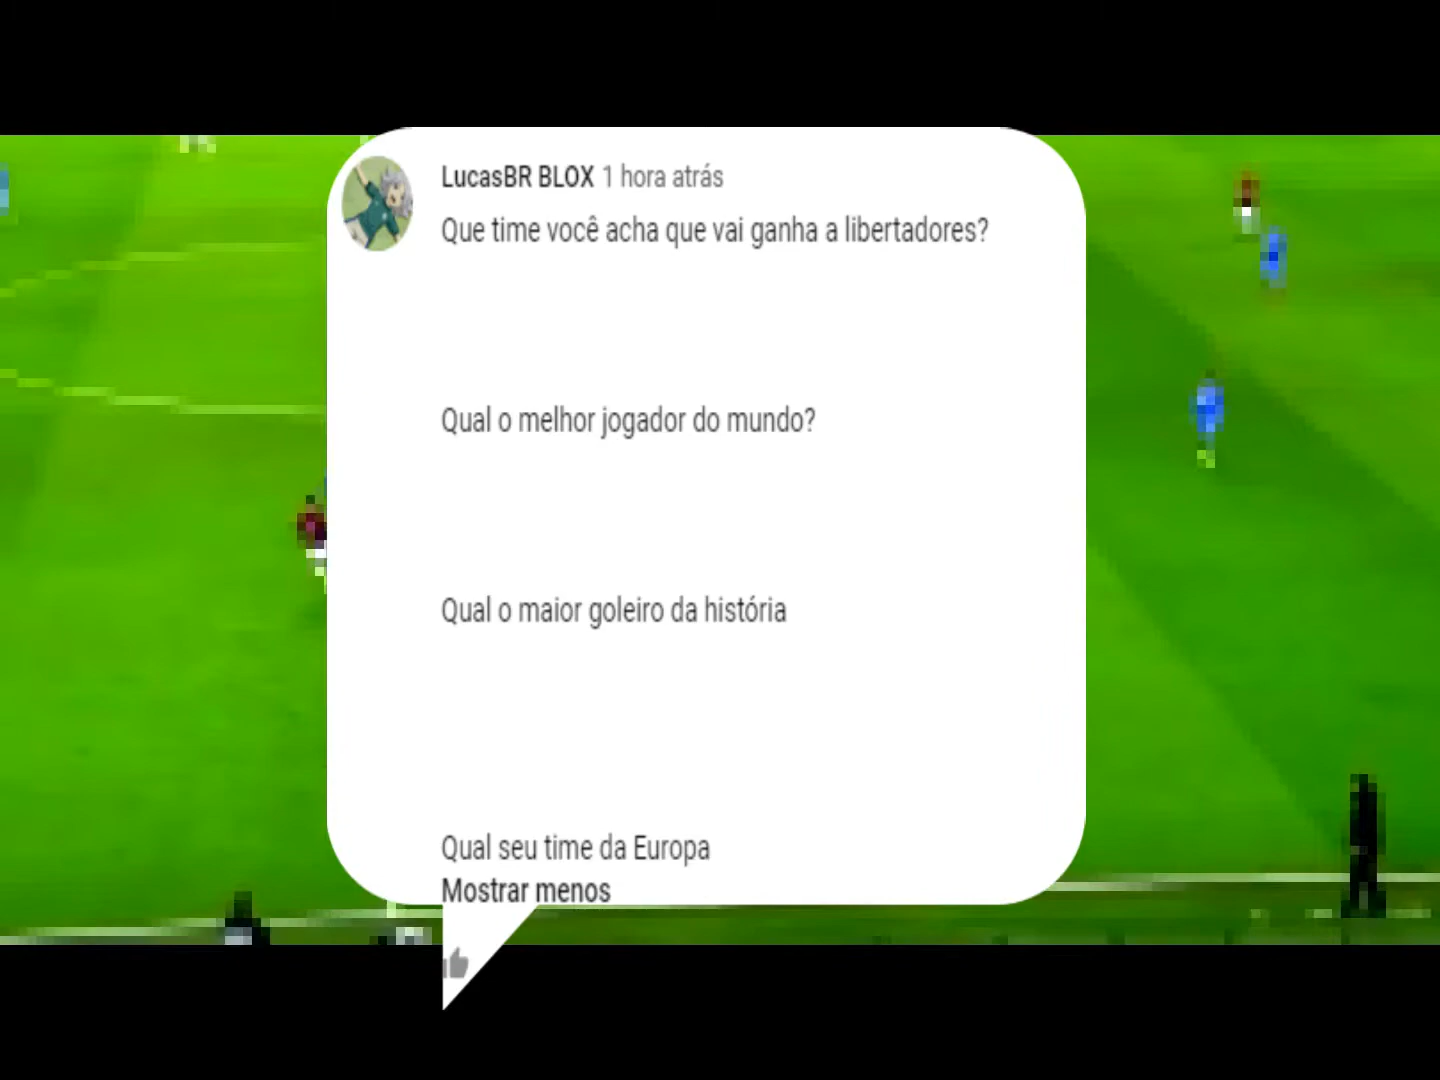 LucasBR BLOX 1 hora atrás
Que time você acha que vai ganha a libertadores?
Qual o melhor jogador do mundo?
Qual o maior goleiro da história
Qual seu time da Europa
Mostrar menos